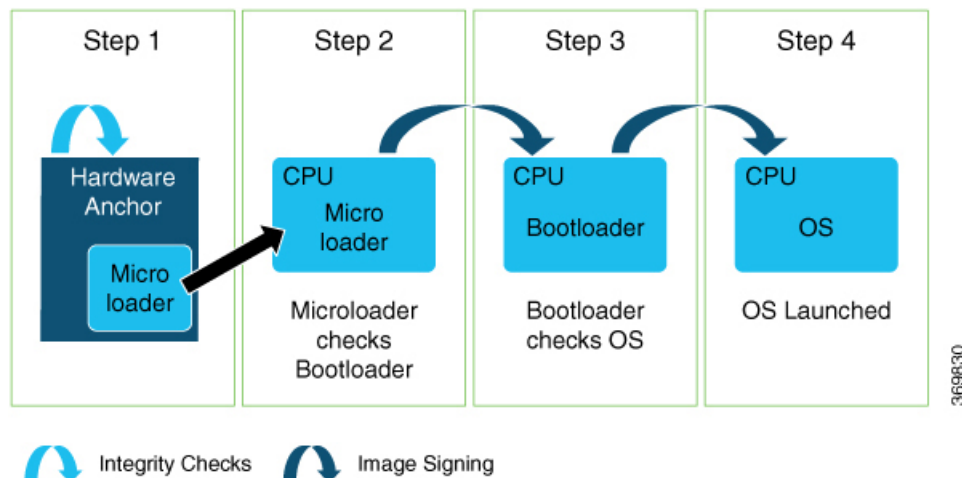 Step 1
Step 2
Step 3
Step 4
Hardware
Anchor
Micro
loader
CPU
Micro
loader
CPU
Bootloader
CPU
OS
Microloader
checks
Bootloader
Bootloader
checks OS
OS Launched
369830
Integrity Checks
Image Signing